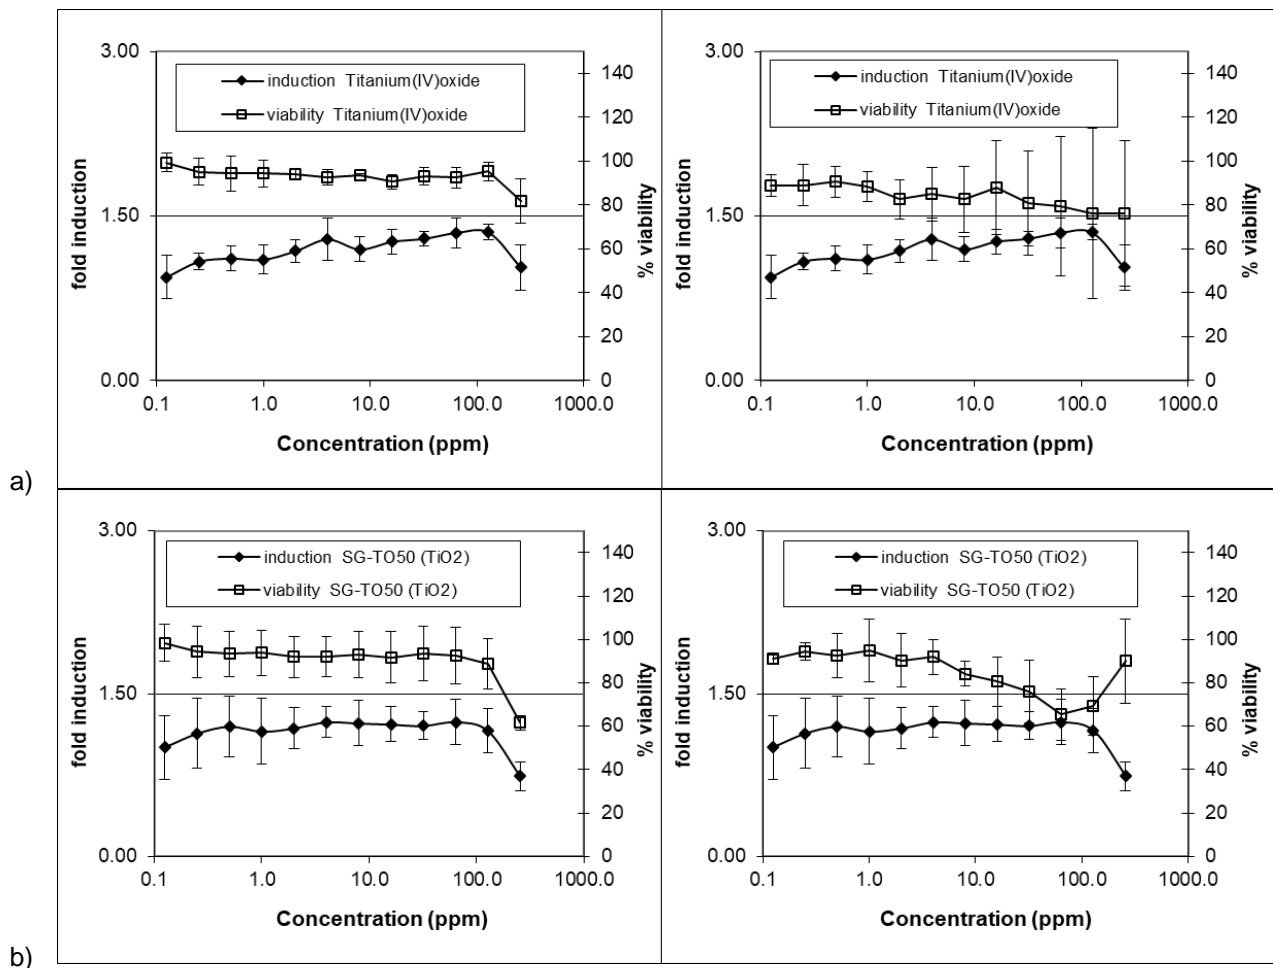 3.00
1.50
0.00
fold induction
induction Titanium(IV)oxide
viability Titanium(IV)oxide
140
120
100
80
60
40
20
0
% viability
0.1 1.0 10.0 100.0 1000.0
Concentration (ppm)
3.00
1.50
0.00
fold induction
induction Titanium(IV)oxide
viability Titanium(IV)oxide
140
120
100
80
60
40
20
0
% viability
0.1 1.0 10.0 100.0 1000.0
Concentration (ppm)
a)
3.00
1.50
0.00
fold induction
induction SG-TO50 (TiO2)
viability SG-TO50 (TiO2)
140
120
100
80
60
40
20
0
% viability
0.1 1.0 10.0 100.0 1000.0
Concentration (ppm)
3.00
1.50
0.00
fold induction
induction SG-TO50 (TiO2)
viability SG-TO50 (TiO2)
140
120
100
80
60
40
20
0
% viability
0.1 1.0 10.0 100.0 1000.0
Concentration (ppm)
b)